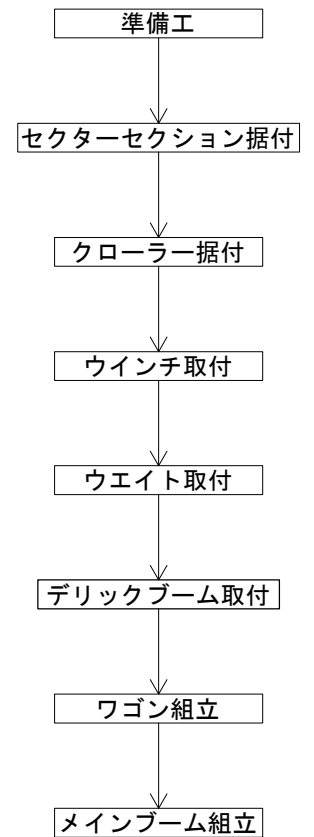 準備工
セクターセクション据付
クローラー据付
ウインチ取付
ウエイト取付
デリックブーム取付
ワゴン組立
メインブーム組立